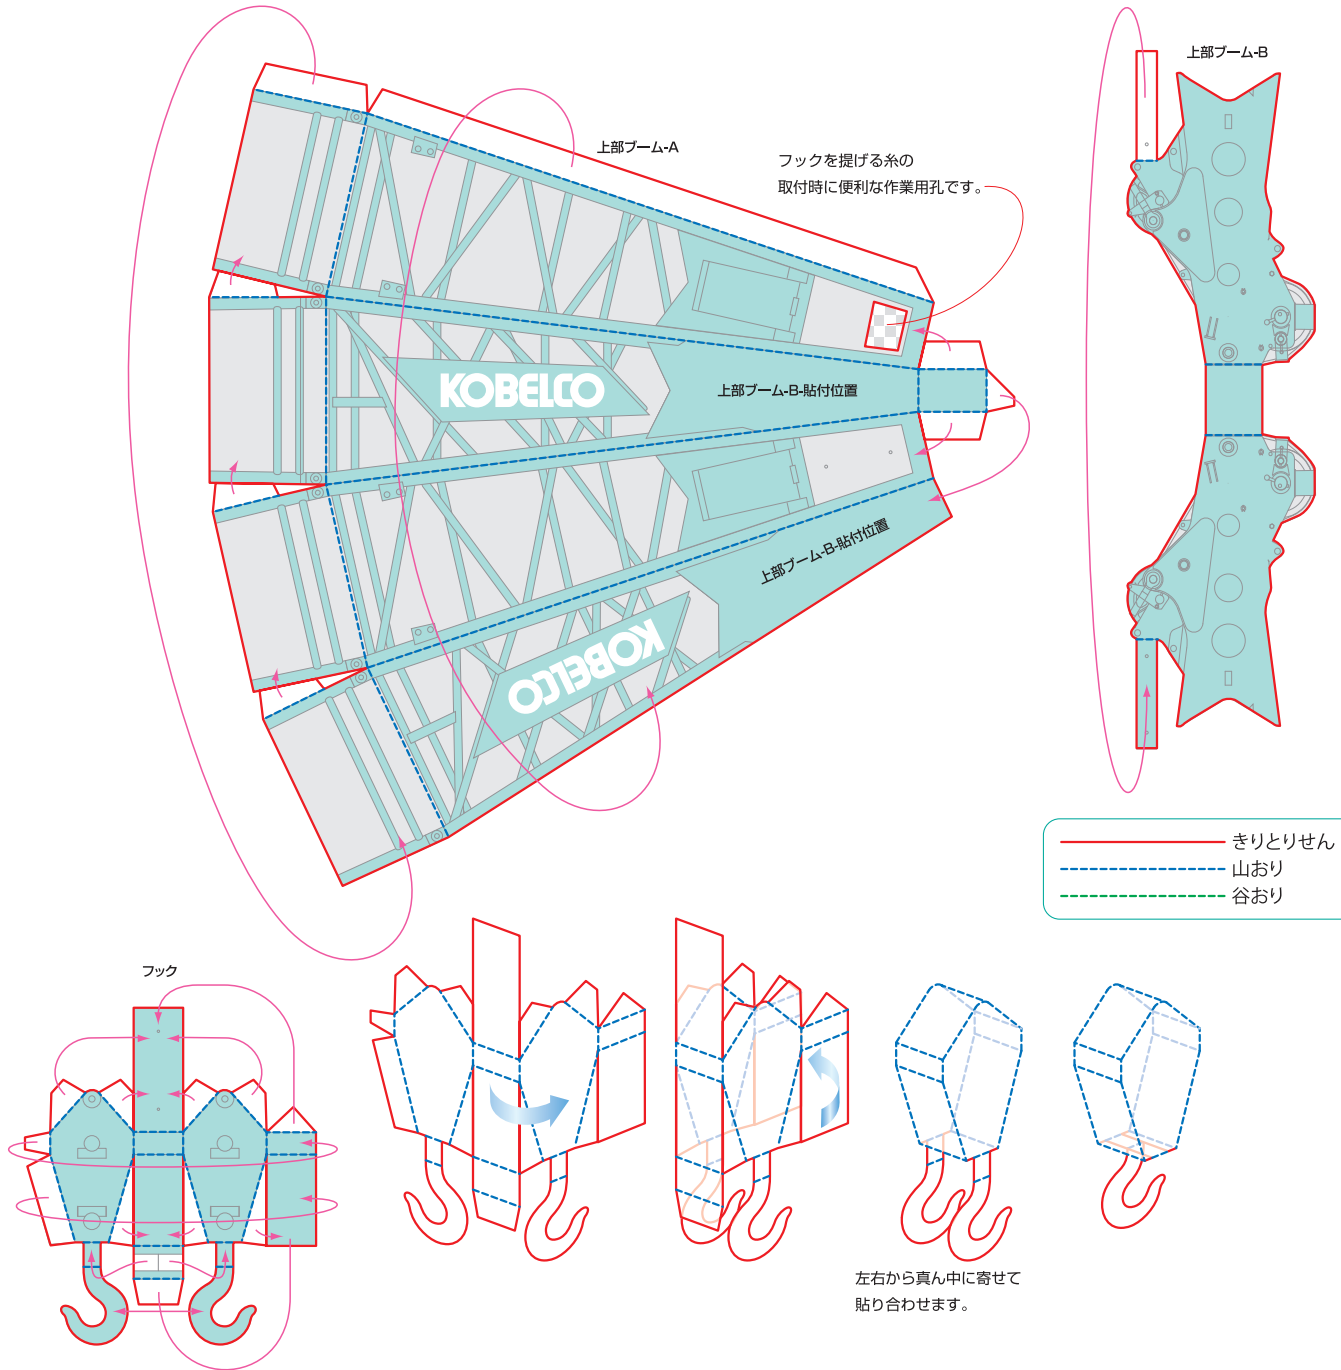 上部ブーム-B
上部ブーム-A
フックを提げる糸の
取付時に便利な作業用孔です。
KOBELCO
上部ブーム-B-貼付位置
上部ブーム-B-貼付位置
KOBELCO
きりとりせん
山おり
谷おり
フック
左右から真ん中に寄せて
貼り合わせます。